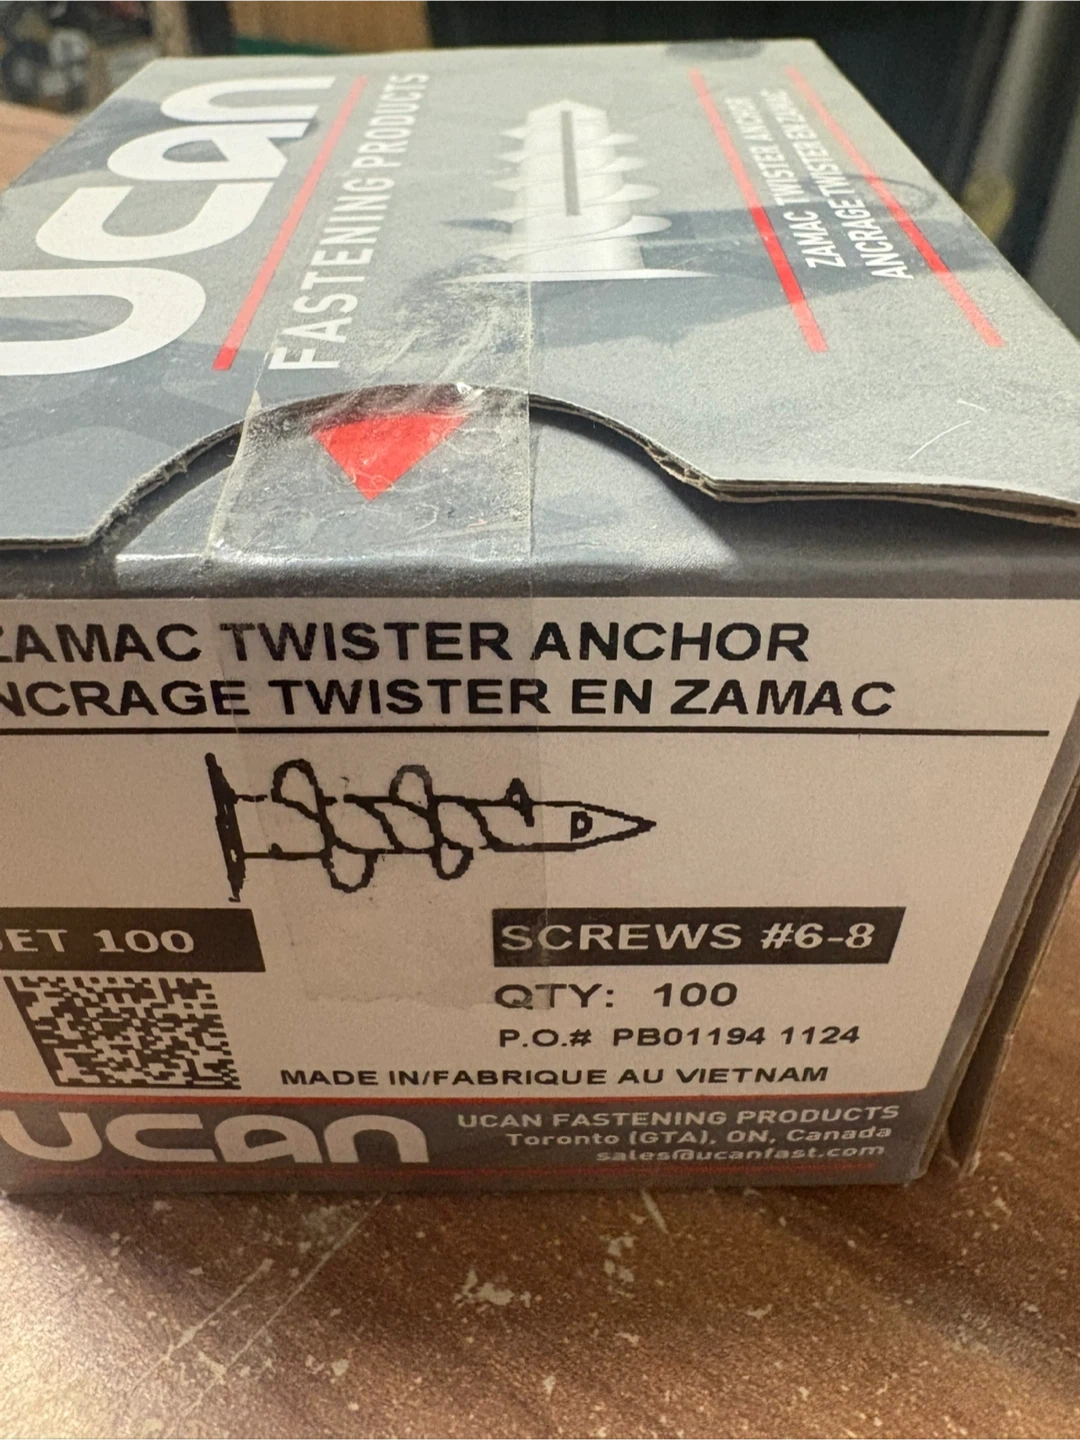 ucan
FASTENING PRODUCTS
ZAMAC TWISTER ANCHOR
ANCRAGE TWISTER EN ZAMAC
ZAMAC TWISTER ANCHOR
NCRAGE TWISTER EN ZAMAC
D
JET 100
SCREWS #6-8
QTY: 100
P.O.# PB01194 1124
MADE IN/FABRIQUE AU VIETNAM
ucan
UCAN FASTENING PRODUCTS
Toronto (GTA), ON, Canada
sales@ucanfast.com